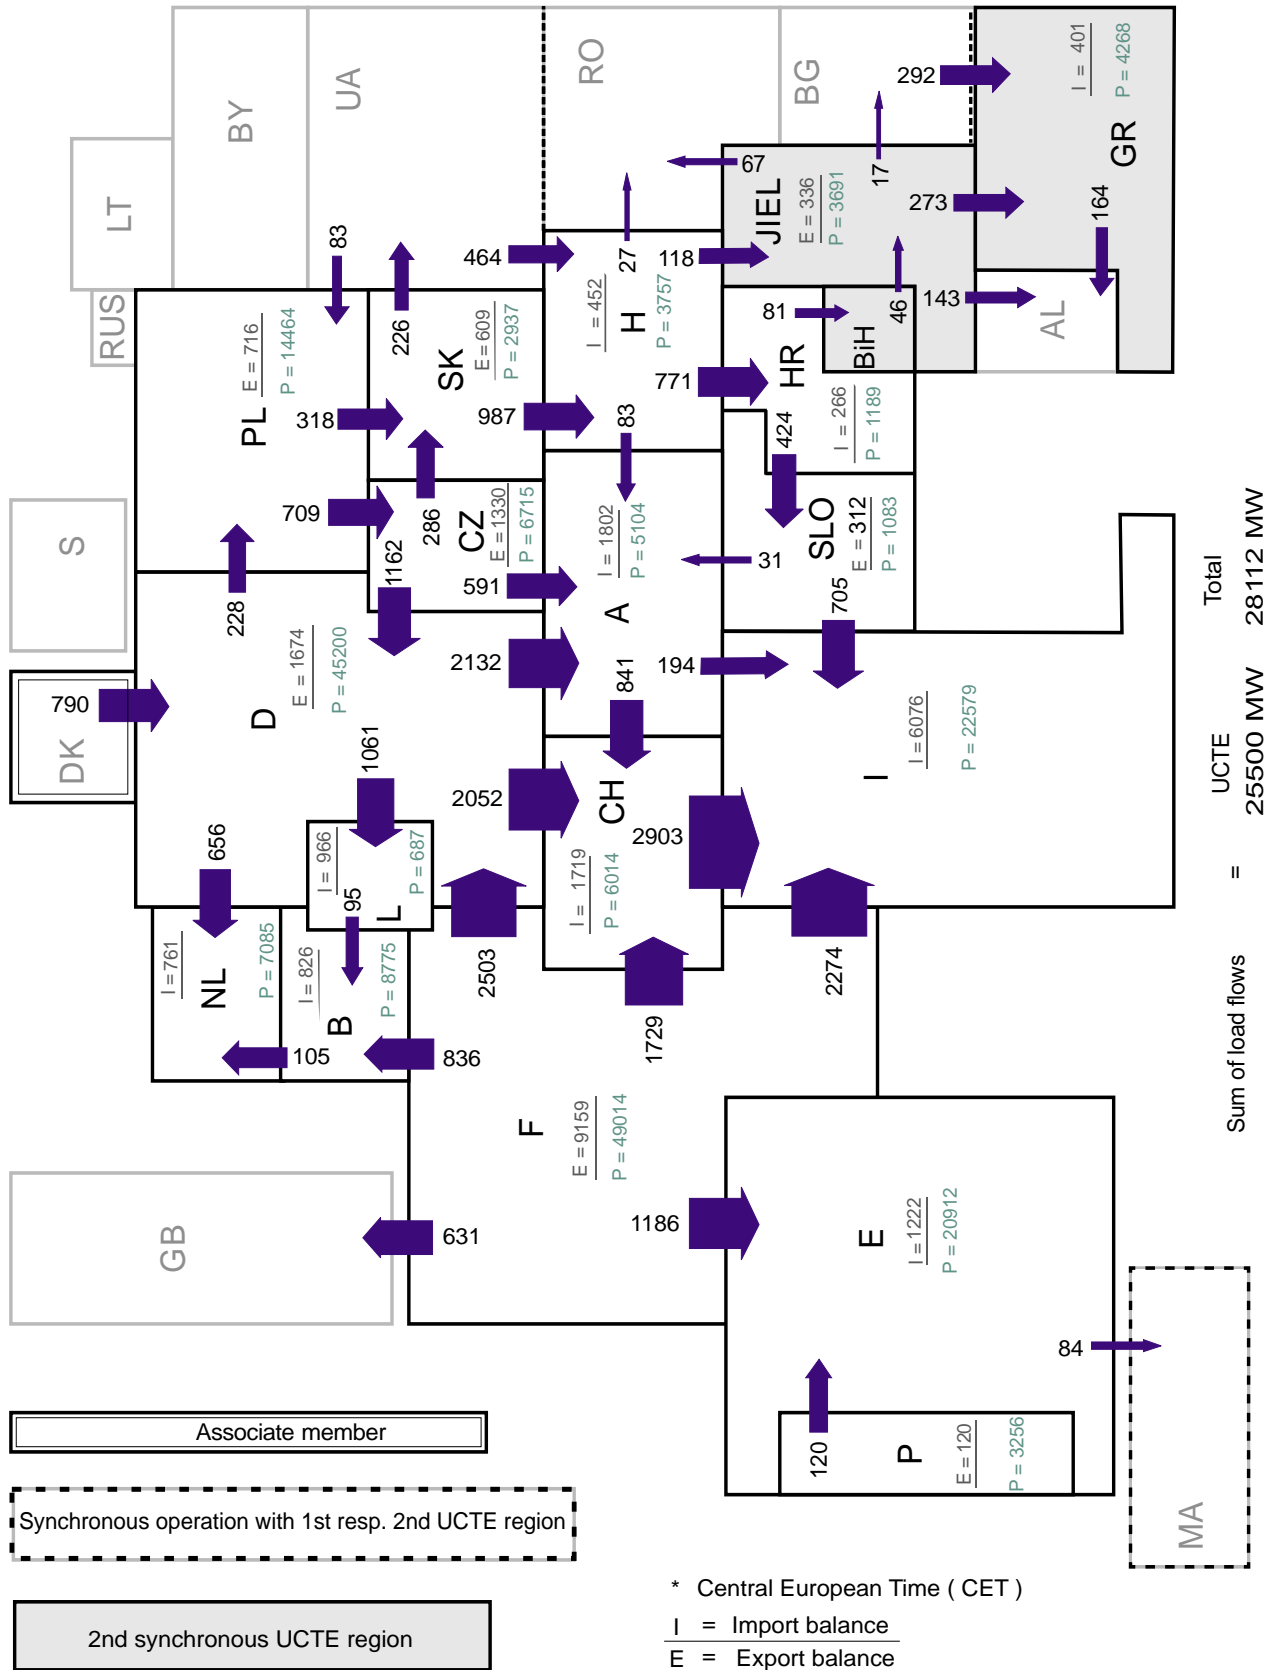 BY
UA
RO
BG
292
I = 401
P = 4268
GR
LT
67
17
83
JIEL
E = 336
P = 3691
273
164
RUS
226
464
27
118
46
143
AL
E = 716
P = 14464
PL
SK
E = 609
P = 2937
I = 452
H
P = 3757
81
BiH
HR
318
987
83
771
424
I = 266
P = 1189
S
709
286
CZ
E = 1330
P = 6715
I = 1802
P = 5104
SLO
E = 312
P = 1083
228
1162
591
A
31
705
790
DK
E = 1674
P = 45200
D
2132
841
194
1061
2052
CH
2903
I = 6076
P = 22579
I
656
I = 966
P = 687
L
95
I = 1719
P = 6014
I = 761
P = 7085
NL
I = 826
P = 8775
B
2503
2274
105
836
1729
F
E = 9159
P = 49014
GB
631
1186
E
I = 1222
P = 20912
84
120
P
E = 120
P = 3256
MA
UCTE Total
Sum of load flows = 25500 MW 28112 MW
Associate member
Synchronous operation with 1st resp. 2nd UCTE region
2nd synchronous UCTE region
* Central European Time ( CET )
I = Import balance
E = Export balance